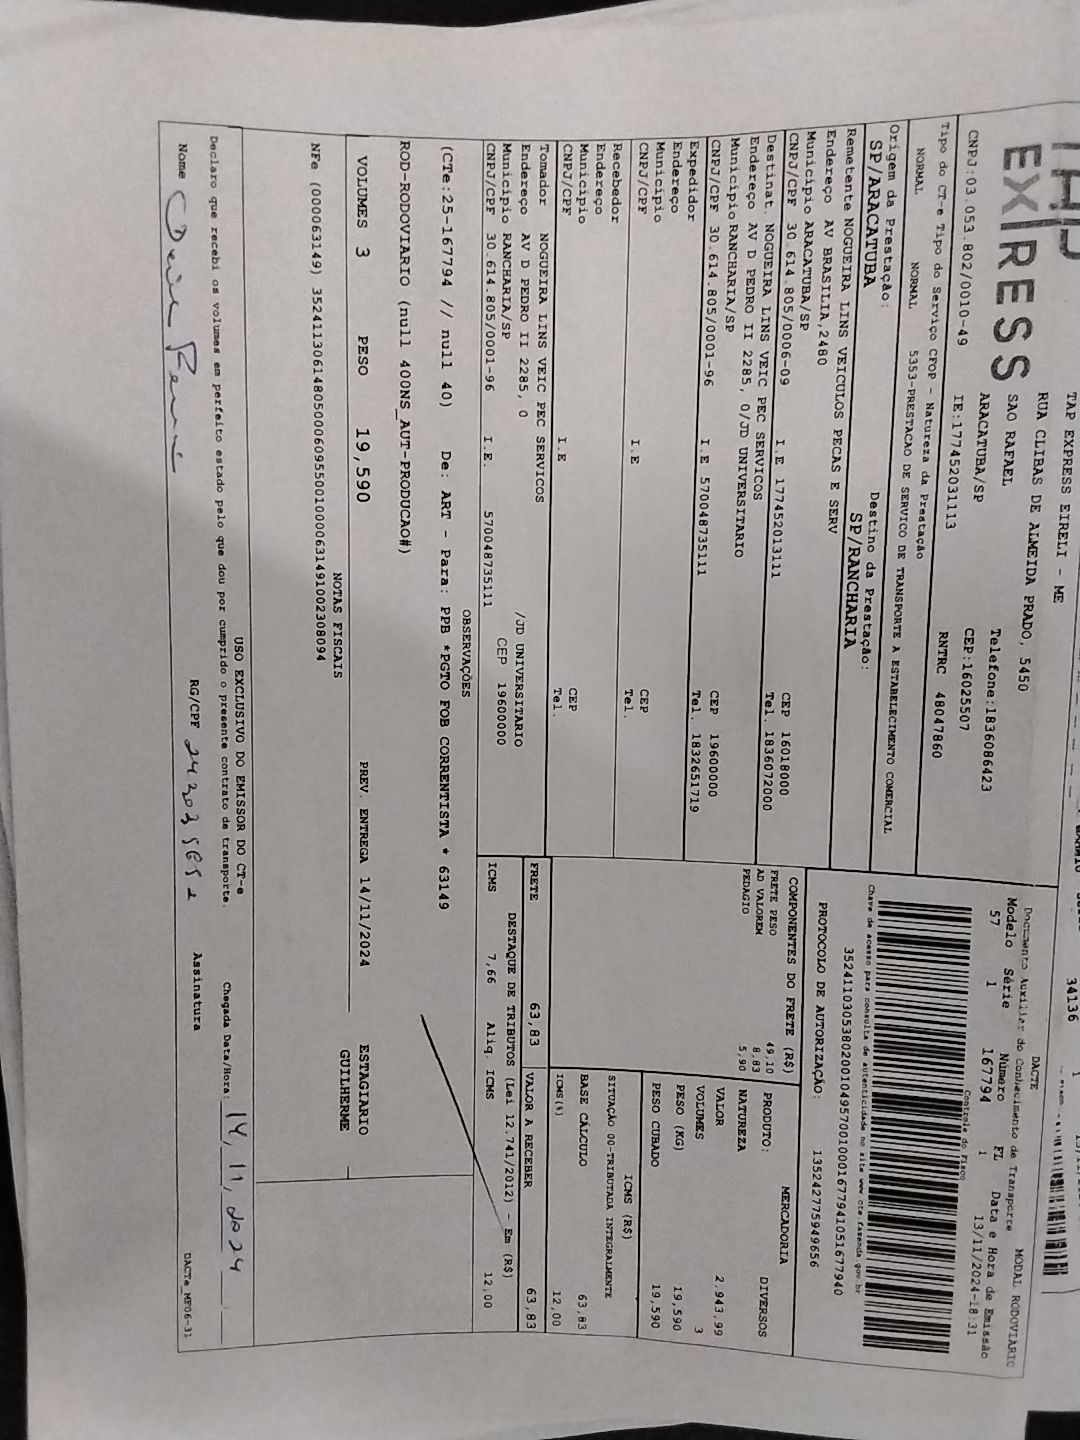 34136 1
TAP EXPRESS EIRELI - ME
RUA CLIBAS DE ALMEIDA PRADO, 5450
SAO RAFAEL Telefone:1836086423
ARACATUBA/SP CEP:16025507
TAP
EXPRESS
CNPJ:03.053.802/0010-49 IE:177452031113 RNTRC 48047860
Tipo do CT-e Tipo do Serviço CFOP - Natureza da Prestação
NORMAL NORMAL 5353-PRESTACAO DE SERVICO DE TRANSPORTE A ESTABELECIMENTO COMERCIAL
Origem da Prestação: Destino da Prestação:
SP/ARACATUBA SP/RANCHARIA
DACTE MODAL RODOVIARIO
Documento Auxiliar do Conhecimento de Transporte
Modelo Série Número FL Data e Hora de Emissão
57 1 167794 1 13/11/2024-18:31
Controle do Fisco
Chave de acesso para consulta de autenticidade no site www.cte.fazenda.gov.br
35241103053802001049570010001677941051677940
PROTOCOLO DE AUTORIZAÇÃO: 135242775949656
Remetente NOGUEIRA LINS VEICULOS PECAS E SERV
Endereço AV BRASILIA,2480
Município ARACATUBA/SP CEP 16018000
CNPJ/CPF 30.614.805/0006-09 I.E 177452013111 Tel. 1836072000
Destinat. NOGUEIRA LINS VEIC PEC SERVICOS
Endereço AV D PEDRO II 2285, 0/JD UNIVERSITARIO
Município RANCHARIA/SP CEP 19600000
CNPJ/CPF 30.614.805/0001-96 I.E 570048735111 Tel. 1832651719
Expedidor
Endereço
Município CEP
CNPJ/CPF I.E Tel.
Recebedor
Endereço
Município CEP
CNPJ/CPF I.E Tel.
Tomador NOGUEIRA LINS VEIC PEC SERVICOS
Endereço AV D PEDRO II 2285, 0 /JD UNIVERSITARIO
Município RANCHARIA/SP CEP 19600000
CNPJ/CPF 30.614.805/0001-96 I.E. 570048735111
COMPONENTES DO FRETE (R$)
FRETE PESO 49,10
AD VALOREM 8,83
PEDAGIO 5,90
FRETE 63,83
MERCADORIA
PRODUTO: DIVERSOS
NATUREZA
VALOR 2.943,99
VOLUMES 3
PESO (KG) 19,590
PESO CUBADO 19,590
ICMS (R$)
SITUAÇÃO 00-TRIBUTADA INTEGRALMENTE
BASE CÁLCULO 63,83
ICMS(%) 12,00
VALOR A RECEBER 63,83
DESTAQUE DE TRIBUTOS (Lei 12.741/2012) - Em (R$)
ICMS 7,66 Aliq. ICMS 12,00
OBSERVAÇÕES
(CTe:25-167794 // null 40) De: ART - Para: PPB *PGTO FOB CORRENTISTA * 63149
ROD-RODOVIARIO (null 400NS_AUT-PRODUCAO#)
VOLUMES 3 PESO 19,590 PREV. ENTREGA 14/11/2024 ESTAGIARIO
GUILHERME
NOTAS FISCAIS
NFe (000063149) 35241130614805000609550010000631491002308094
USO EXCLUSIVO DO EMISSOR DO CT-e
Declaro que recebi os volumes em perfeito estado pelo que dou por cumprido o presente contrato de transporte. Chegada Data/Hora: 14/11/2024
Nome RG/CPF Assinatura DACTe_MF06-31